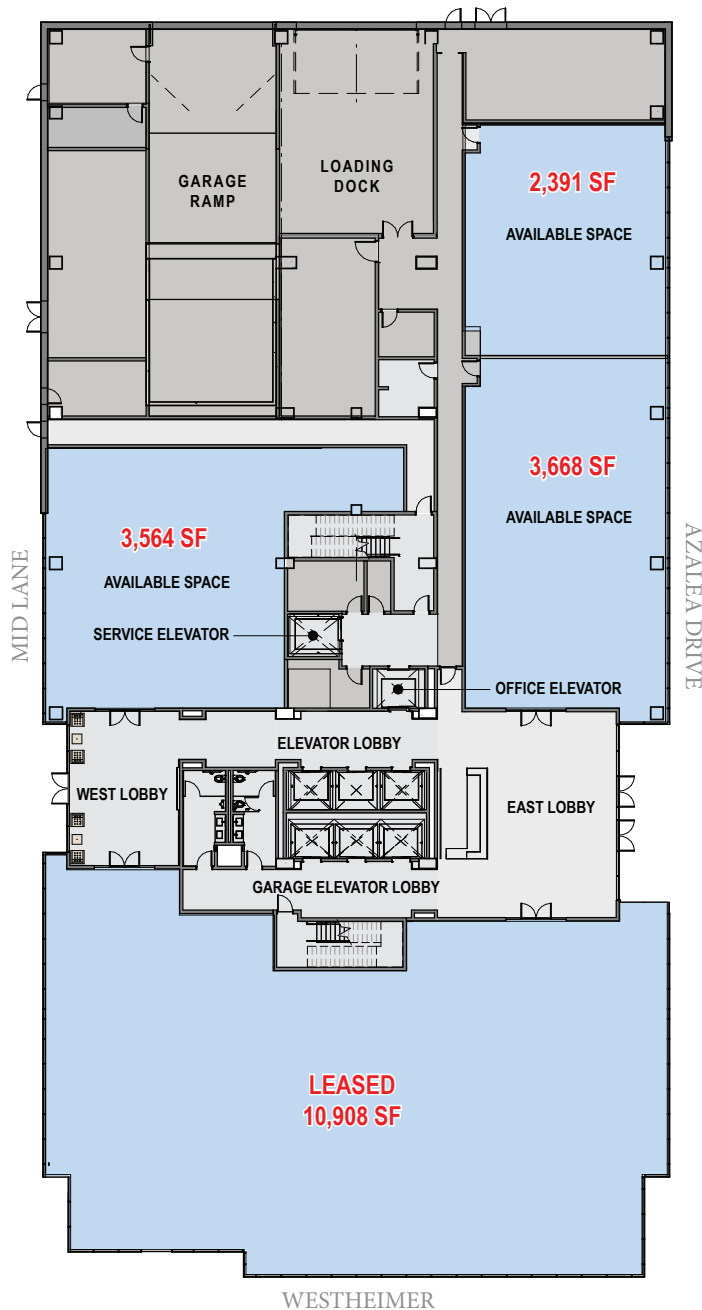 GARAGE
RAMP
LOADING
DOCK
2,391 SF
AVAILABLE SPACE
3,668 SF
AVAILABLE SPACE
3,564 SF
AVAILABLE SPACE
MID LANE
AZALEA DRIVE
SERVICE ELEVATOR
OFFICE ELEVATOR
ELEVATOR LOBBY
WEST LOBBY
EAST LOBBY
GARAGE ELEVATOR LOBBY
LEASED
10,908 SF
WESTHEIMER